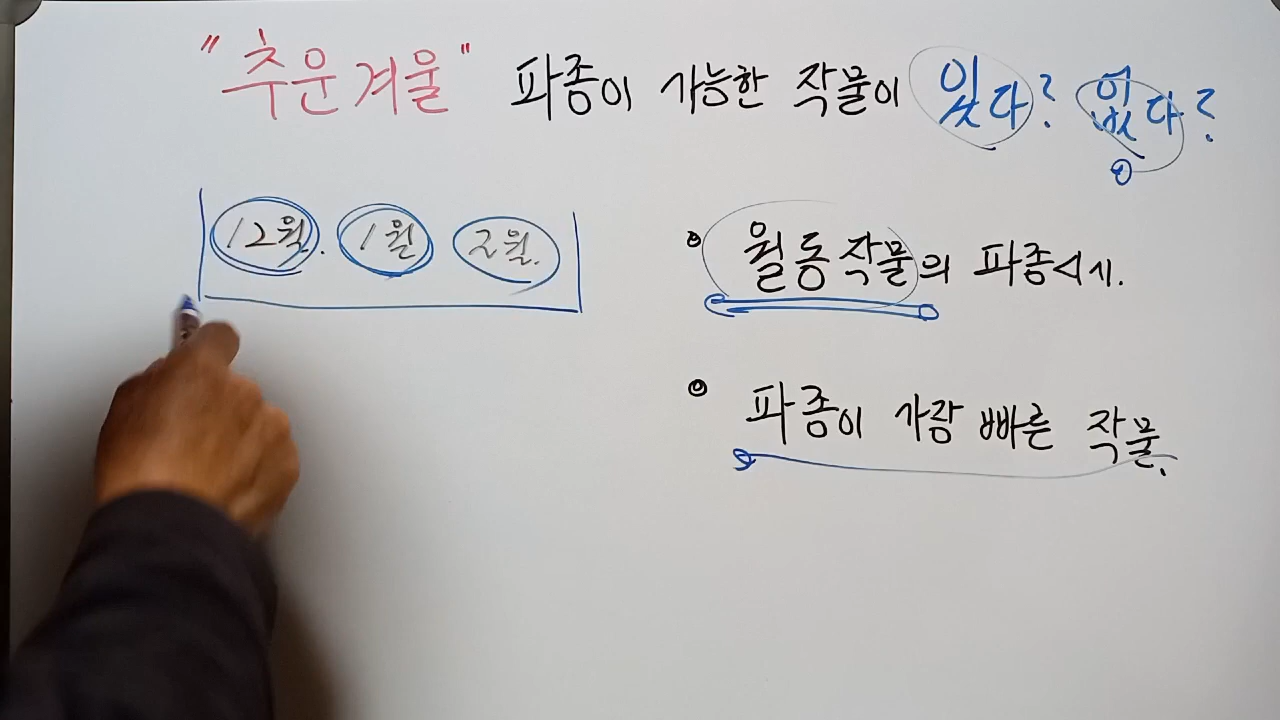 "추운겨울" 파종이 가능한 작물이 있다? 없다?
12월. 1월 2월.
월동작물의 파종시시.
파종이 가장 빠른 작물.